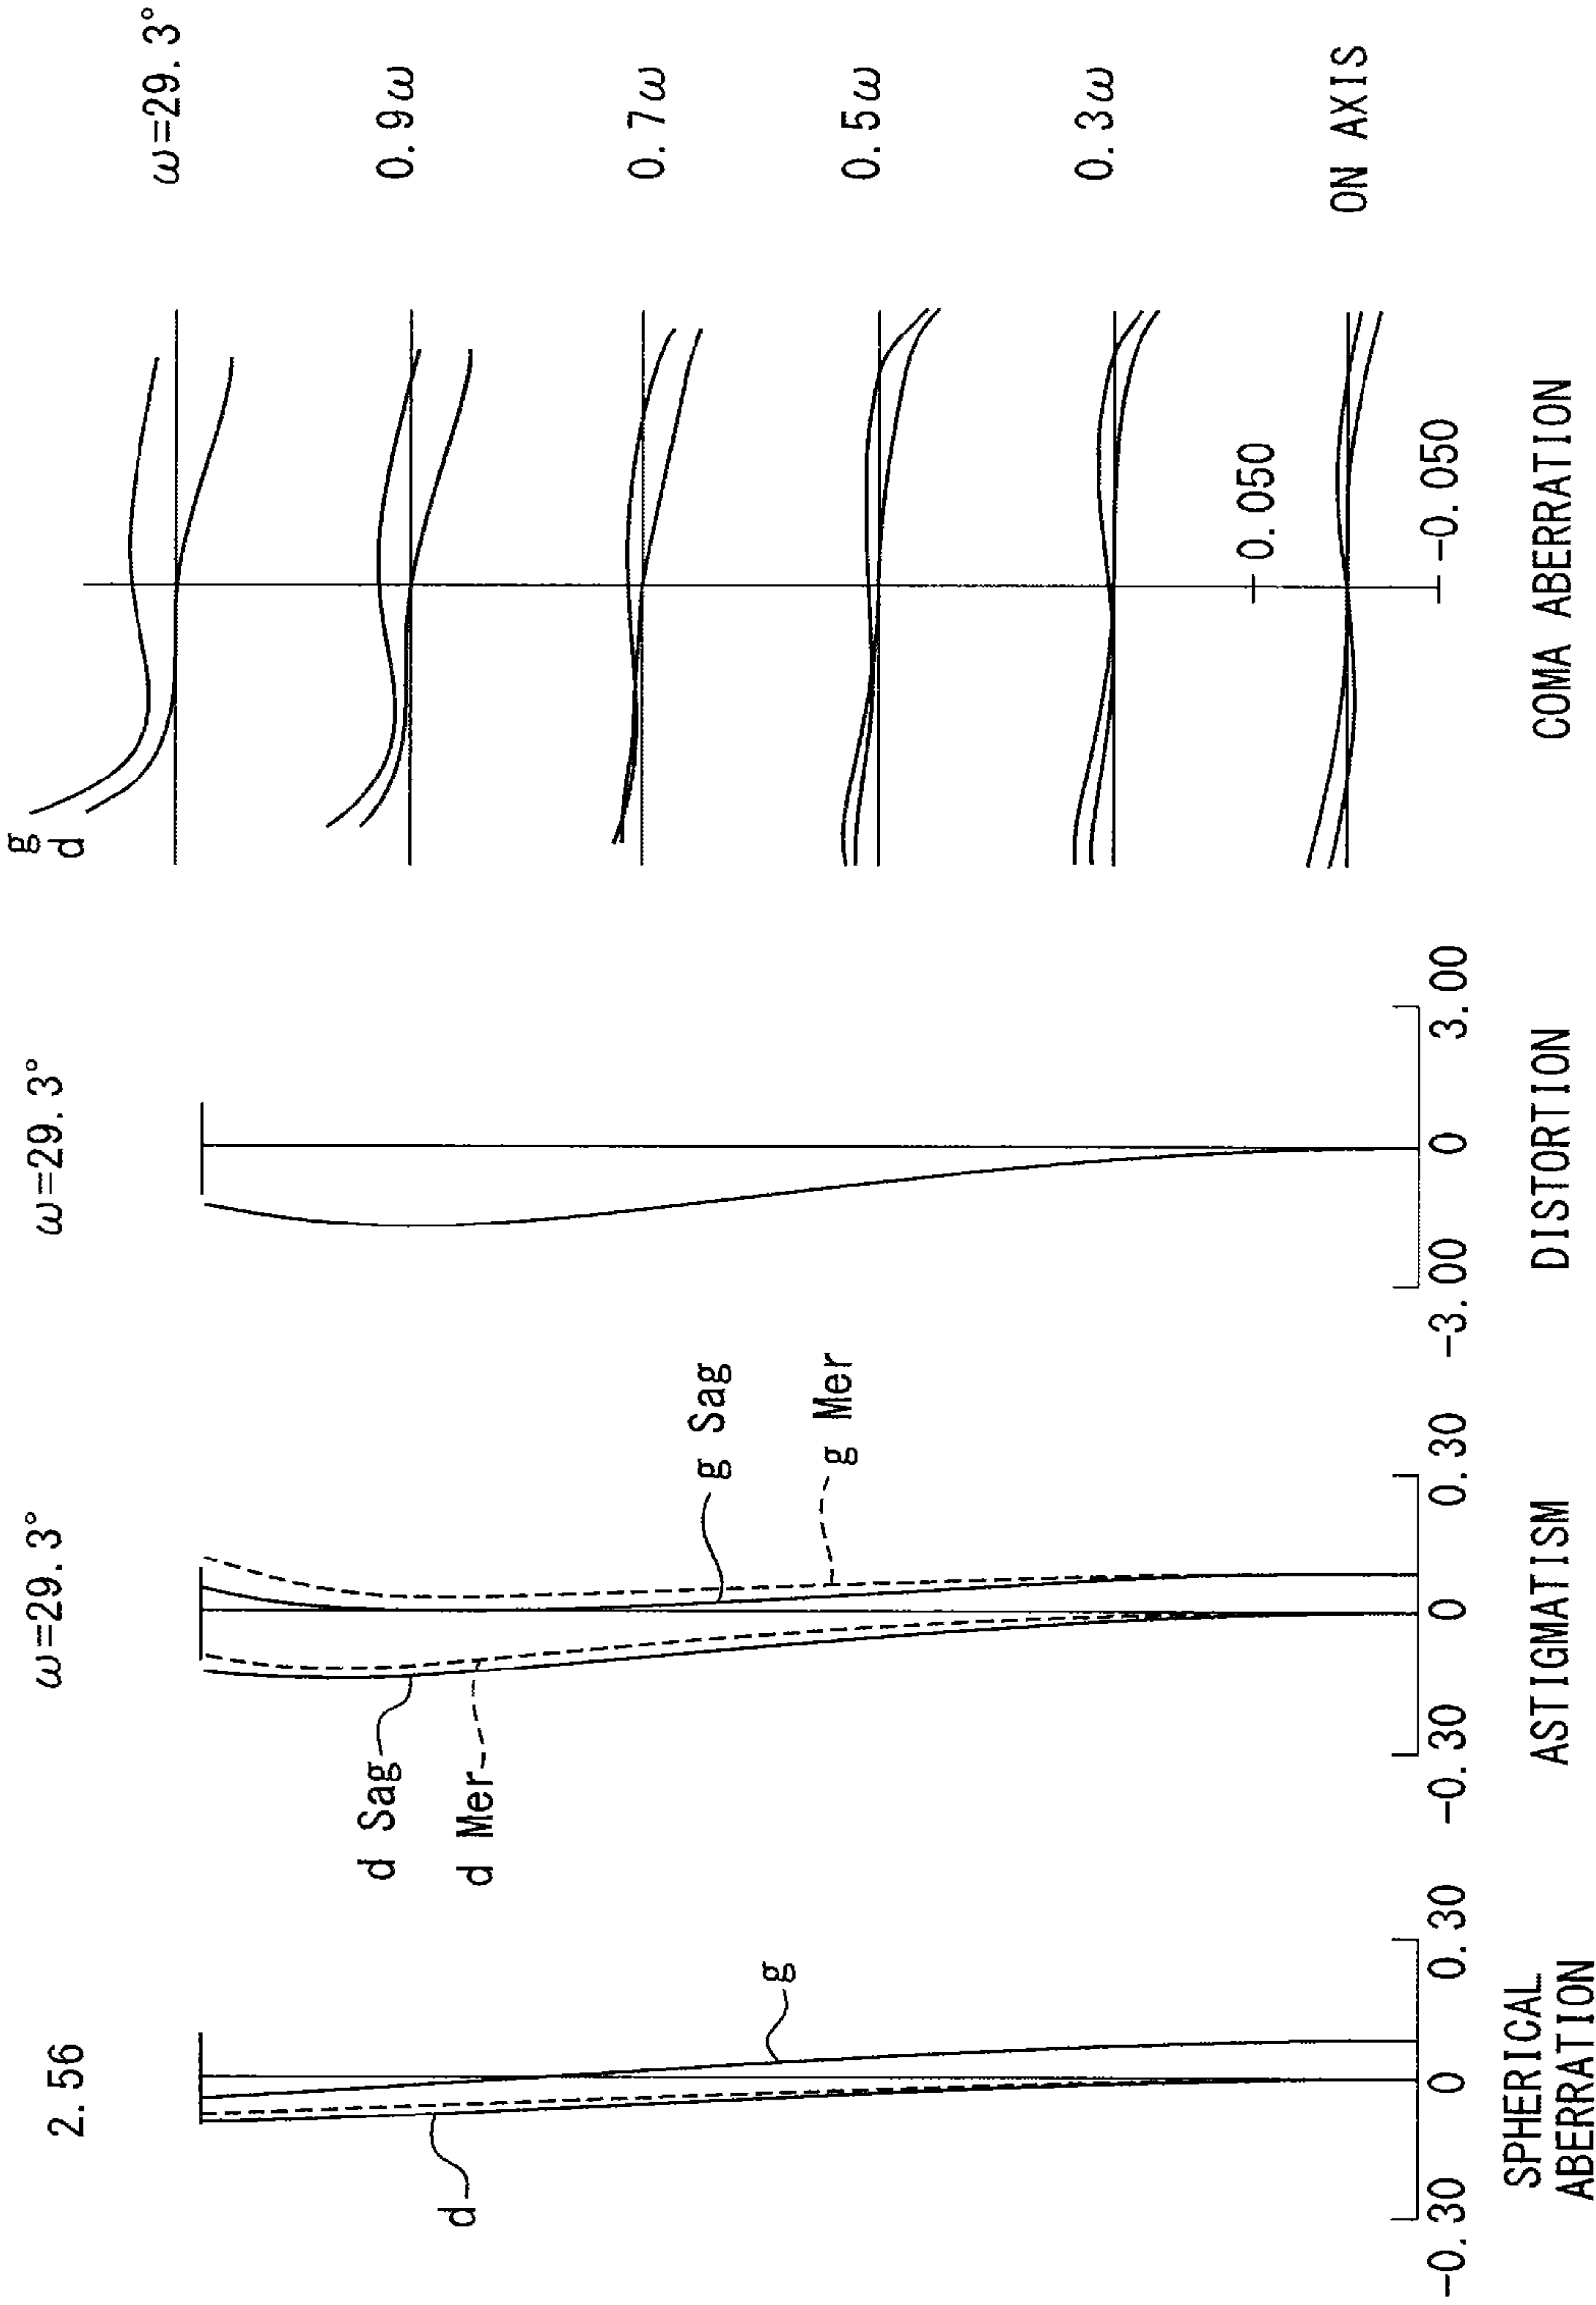 2.56
d
g
-0.30
0
0.30
SPHERICAL
ABERRATION
ω=29.3°
d Sag
d Mer
g Sag
g Mer
-0.30
0
0.30
ASTIGMATISM
ω=29.3°
-3.00
0
3.00
DISTORTION
g
d
ω=29.3°
0.9ω
0.7ω
0.5ω
0.3ω
0.050
ON AXIS
-0.050
COMA ABERRATION